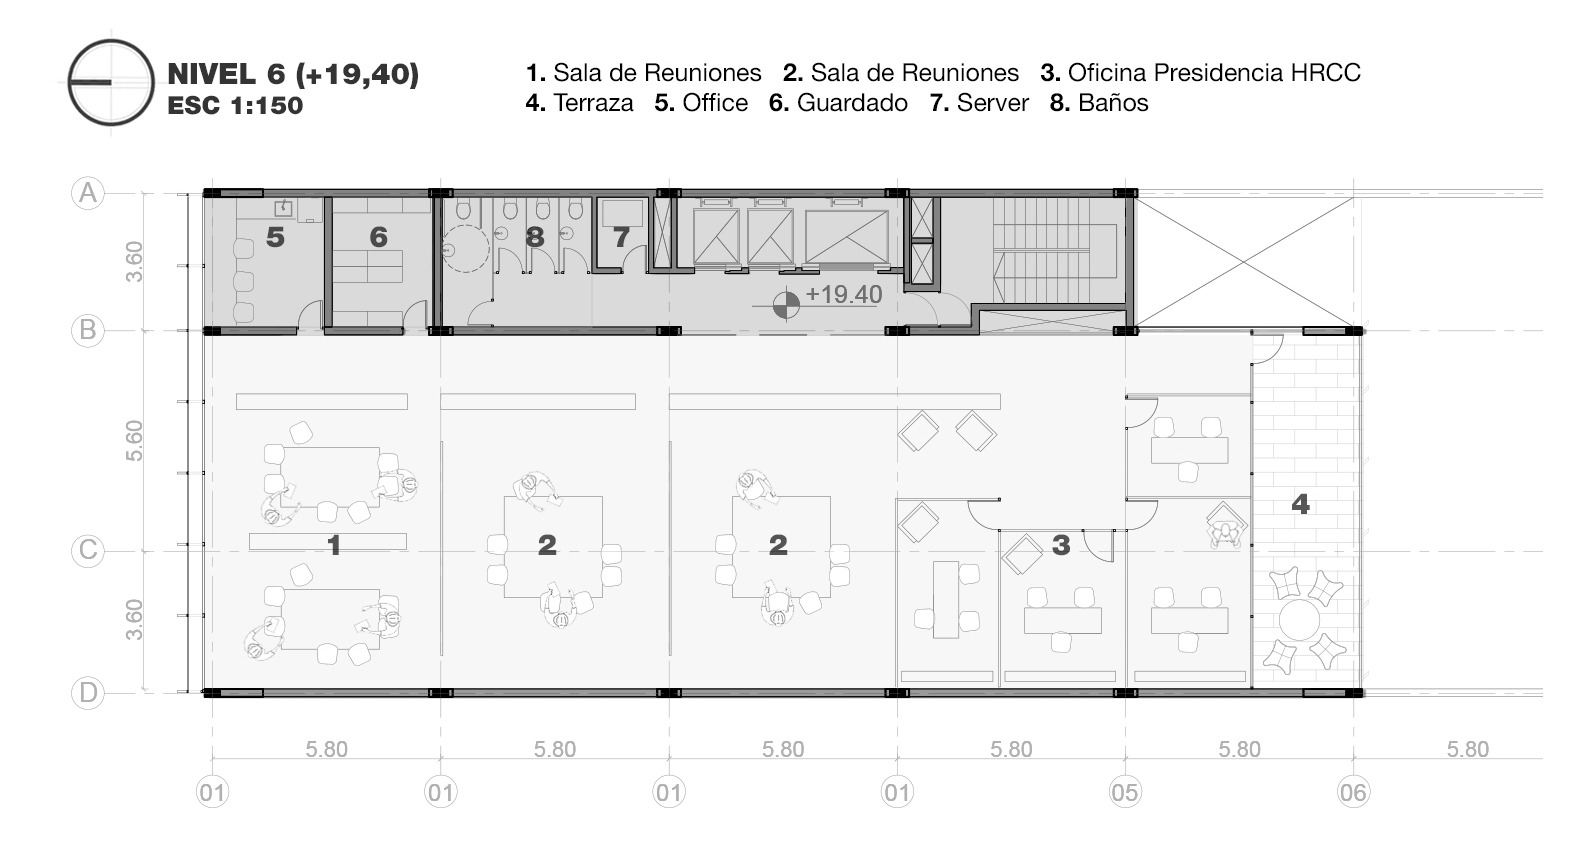 NIVEL 6 (+19,40)
ESC 1:150
1. Sala de Reuniones 2. Sala de Reuniones 3. Oficina Presidencia HRCC
4. Terraza 5. Office 6. Guardado 7. Server 8. Baños
A
3.60
5 6 8 7
+19.40
B
5.60
4
1 2 2 3
C
3.60
D
5.80 5.80 5.80 5.80 5.80 5.80
01 01 01 01 05 06